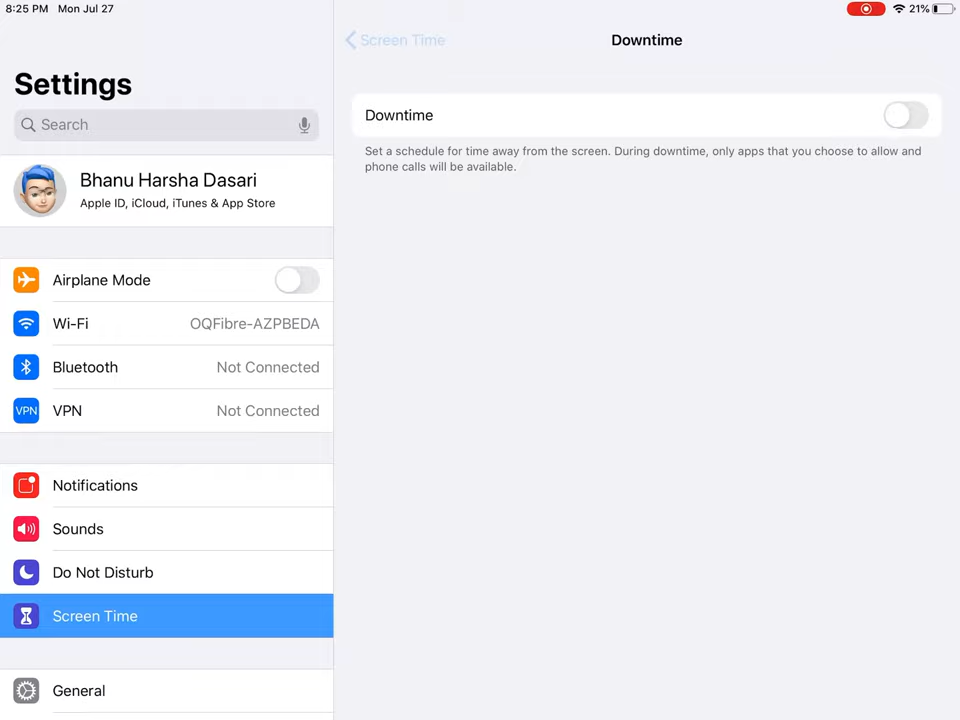 8:25 PM Mon Jul 27
21%
Settings
Search
Bhanu Harsha Dasari
Apple ID, iCloud, iTunes & App Store
Airplane Mode
Wi-Fi OQFibre-AZPBEDA
Bluetooth Not Connected
VPN VPN Not Connected
Notifications
Sounds
Do Not Disturb
Screen Time
General
Screen Time Downtime
Downtime
Set a schedule for time away from the screen. During downtime, only apps that you choose to allow and
phone calls will be available.